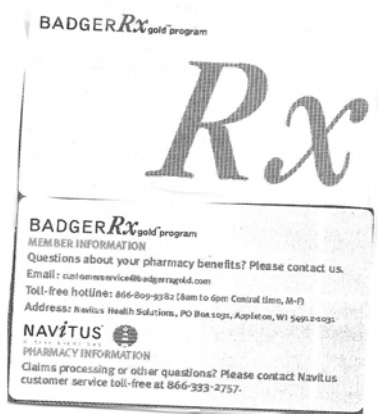 BADGER Rx gold program
Rx
BADGER Rx gold program
MEMBER INFORMATION
Questions about your pharmacy benefits? Please contact us.
Email: customerservice@badgerrxgold.com
Toll-free hotline: 866-809-9382 (8am to 6pm Central time, M-F)
Address: Navitus Health Solutions, PO Box 1031, Appleton, WI 54912-1031
NAVITUS
PHARMACY INFORMATION
Claims processing or other questions? Please contact Navitus
customer service toll-free at 866-333-2757.